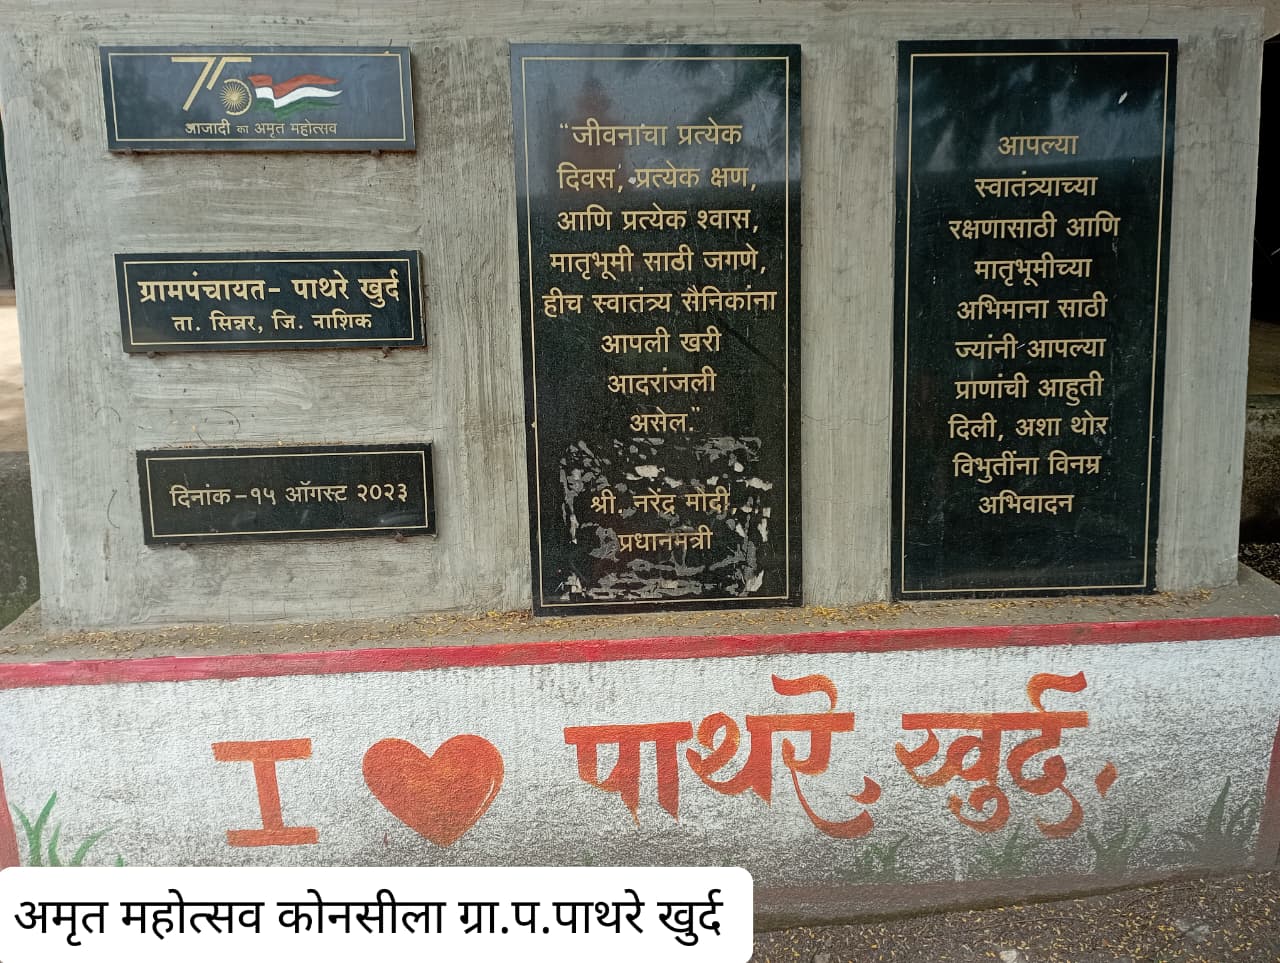 75
आजादी का अमृत महोत्सव
ग्रामपंचायत- पाथरे खुर्द
ता. सिन्नर, जि. नाशिक
दिनांक-१५ ऑगस्ट २०२३
“जीवनाचा प्रत्येक
दिवस, प्रत्येक क्षण,
आणि प्रत्येक श्वास,
मातृभूमी साठी जगणे,
हीच स्वातंत्र्य सैनिकांना
आपली खरी
आदरांजली
असेल.”
श्री. नरेंद्र मोदी,
प्रधानमंत्री
आपल्या
स्वातंत्र्याच्या
रक्षणासाठी आणि
मातृभूमीच्या
अभिमाना साठी
ज्यांनी आपल्या
प्राणांची आहुती
दिली, अशा थोर
विभुतींना विनम्र
अभिवादन
I ❤ पाथरे खुर्द.
अमृत महोत्सव कोनसीला ग्रा.प.पाथरे खुर्द